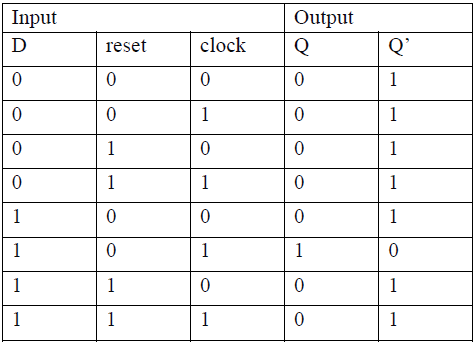 Input Output
D reset clock Q Q’
0 0 0 0 1
0 0 1 0 1
0 1 0 0 1
0 1 1 0 1
1 0 0 0 1
1 0 1 1 0
1 1 0 0 1
1 1 1 0 1